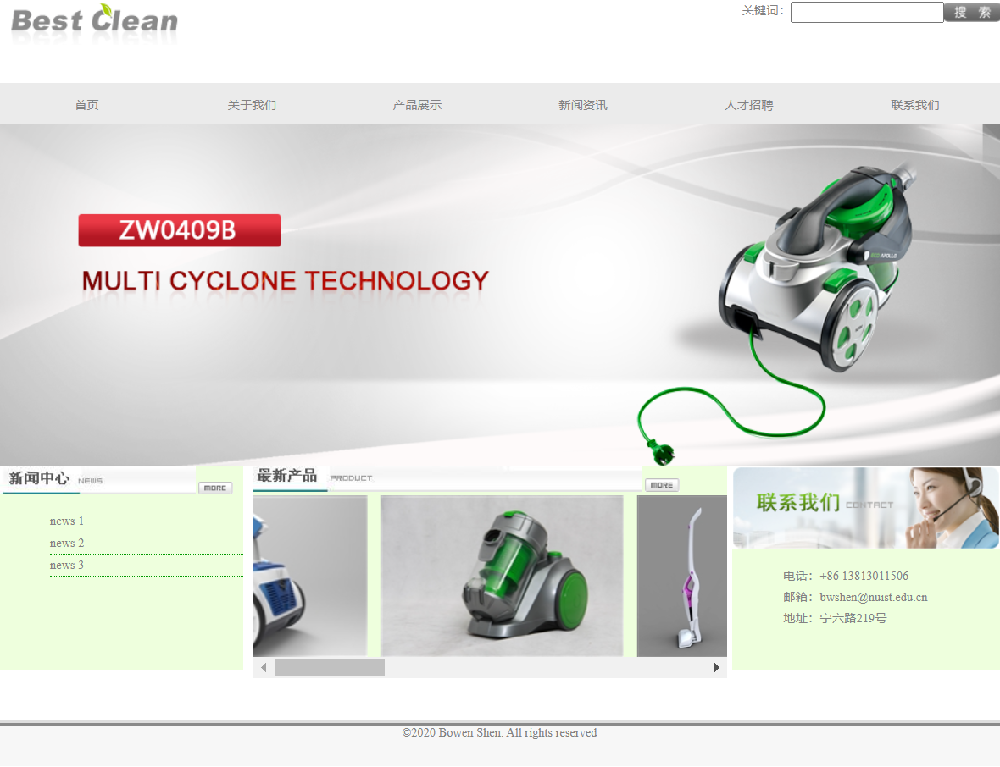 Best Clean
关键词：
搜 索
首页
关于我们
产品展示
新闻资讯
人才招聘
联系我们
ZW0409B
MULTI CYCLONE TECHNOLOGY
新闻中心 NEWS
MORE
news 1
news 2
news 3
最新产品 PRODUCT
MORE
联系我们 CONTACT
电话：+86 13813011506
邮箱：bwshen@nuist.edu.cn
地址：宁六路219号
©2020 Bowen Shen. All rights reserved